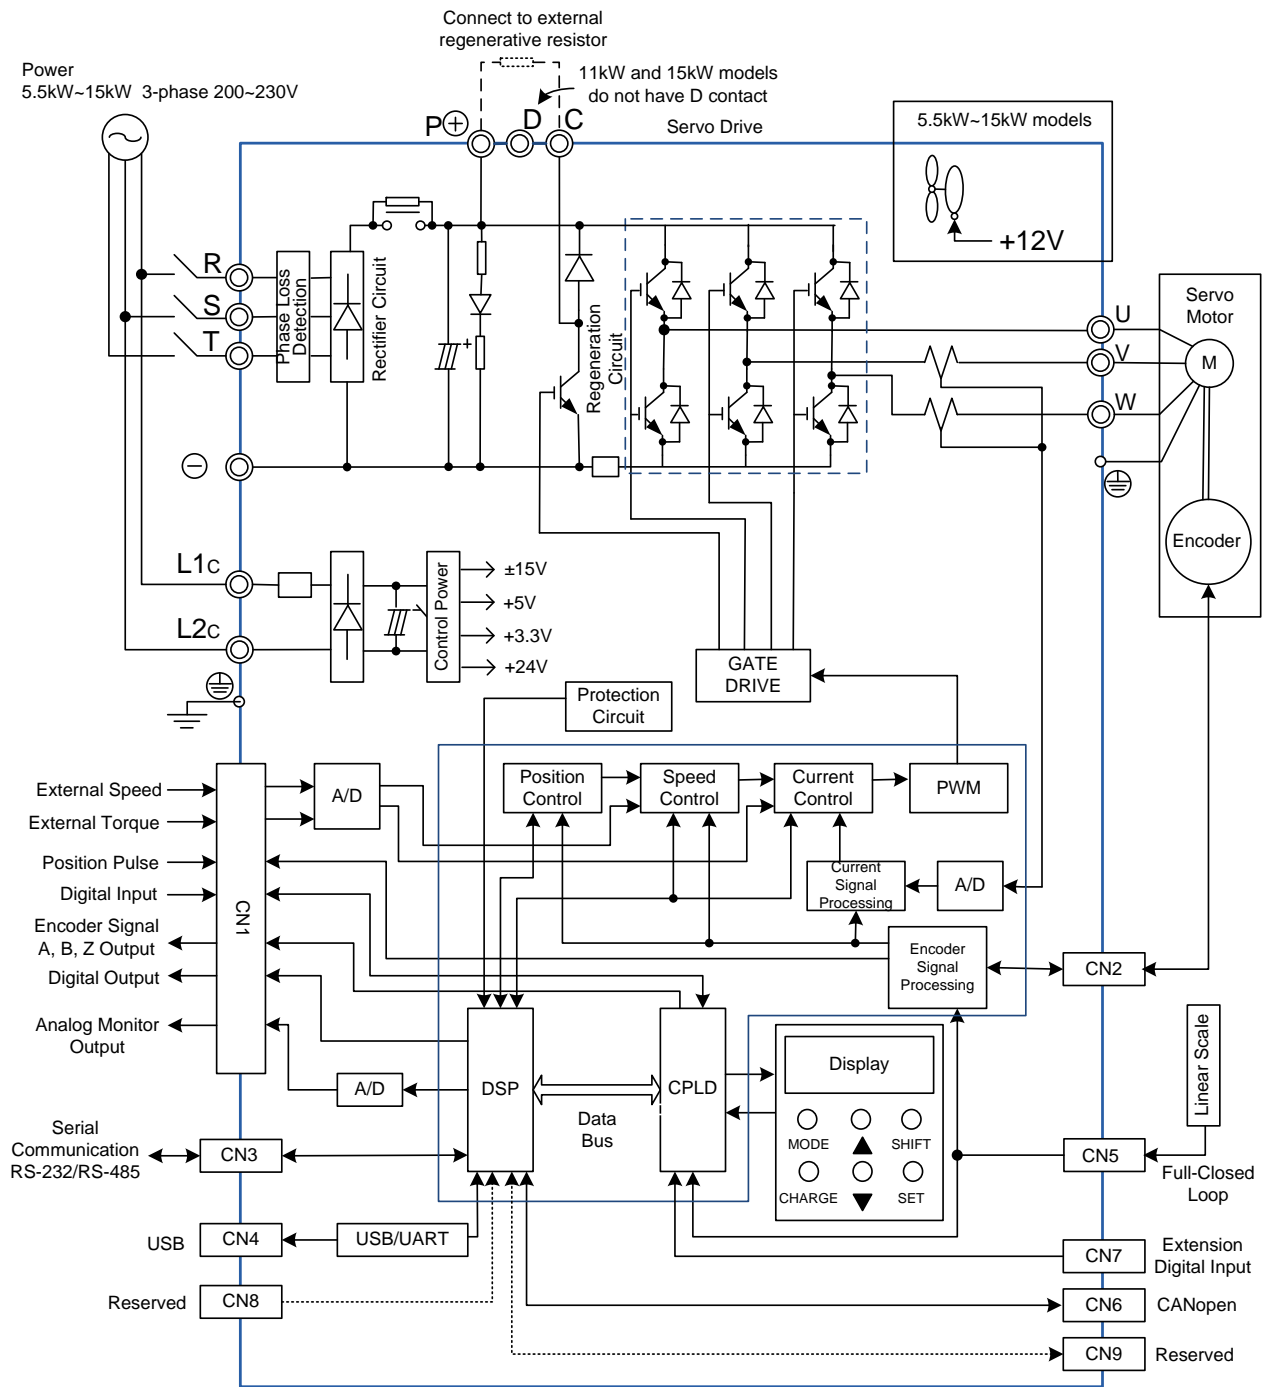 Connect to external
regenerative resistor
Power
5.5kW~15kW 3-phase 200~230V
11kW and 15kW models
do not have D contact
P⊕
D
C
Servo Drive
5.5kW~15kW models
+12V
R
S
T
Phase Loss
Detection
Rectifier Circuit
+
Regeneration
Circuit
U
V
W
Servo
Motor
M
Encoder
⊖
L1C
L2C
Control Power
±15V
+5V
+3.3V
+24V
GATE
DRIVE
Protection
Circuit
Position
Control
Speed
Control
Current
Control
PWM
External Speed
External Torque
Position Pulse
Digital Input
Encoder Signal
A, B, Z Output
Digital Output
Analog Monitor
Output
CN1
A/D
Current
Signal
Processing
A/D
Encoder
Signal
Processing
CN2
A/D
DSP
Data
Bus
CPLD
Display
MODE
▲
SHIFT
CHARGE
▼
SET
Linear Scale
Serial
Communication
RS-232/RS-485
CN3
CN5
Full-Closed
Loop
USB
CN4
USB/UART
CN7
Extension
Digital Input
Reserved
CN8
CN6
CANopen
CN9
Reserved